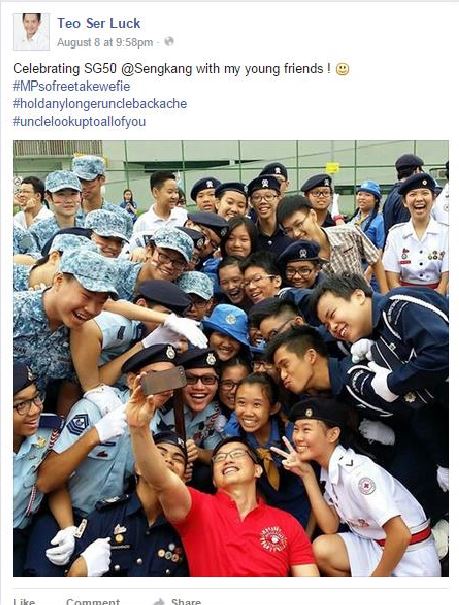 Teo Ser Luck
August 8 at 9:58pm
Celebrating SG50 @Sengkang with my young friends ! 🙂
#MPsofreetakewefie
#holdanylongerunclebackache
#unclelookuptoallofyou
Like Comment Share